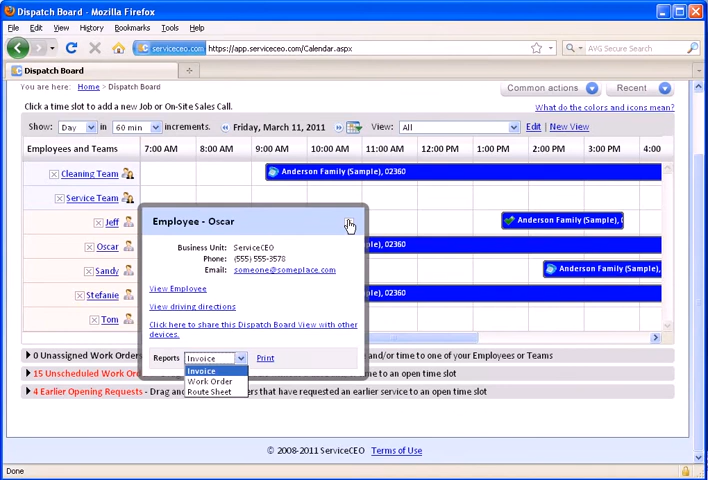 Dispatch Board - Mozilla Firefox
File Edit View History Bookmarks Tools Help
serviceceo.com https://app.serviceceo.com/Calendar.aspx
AVG Secure Search
Dispatch Board
You are here: Home > Dispatch Board
Common actions Recent
Click a time slot to add a new Job or On-Site Sales Call.
What do the colors and icons mean?
Show: Day in 60 min increments. Friday, March 11, 2011 View: All Edit New View
Employees and Teams 7:00 AM 8:00 AM 9:00 AM 10:00 AM 11:00 AM 12:00 PM 1:00 PM 2:00 PM 3:00 PM 4:00
Cleaning Team Anderson Family (Sample), 02360
Service Team
Jeff Anderson Family (Sample),
Oscar ple), 02360
Sandy Anderson Family (Sample),
Stefanie ple), 02360
Tom
Employee - Oscar
Business Unit: ServiceCEO
Phone: (555) 555-3578
Email: someone@someplace.com
View Employee
View driving directions
Click here to share this Dispatch Board View with other
devices.
Reports Invoice Print
Invoice
Work Order
Route Sheet
0 Unassigned Work Orders and/or time to one of your Employees or Teams
15 Unscheduled Work Or time to an open time slot
4 Earlier Opening Requests - Drag an ers that have requested an earlier service to an open time slot
© 2008-2011 ServiceCEO Terms of Use
Done